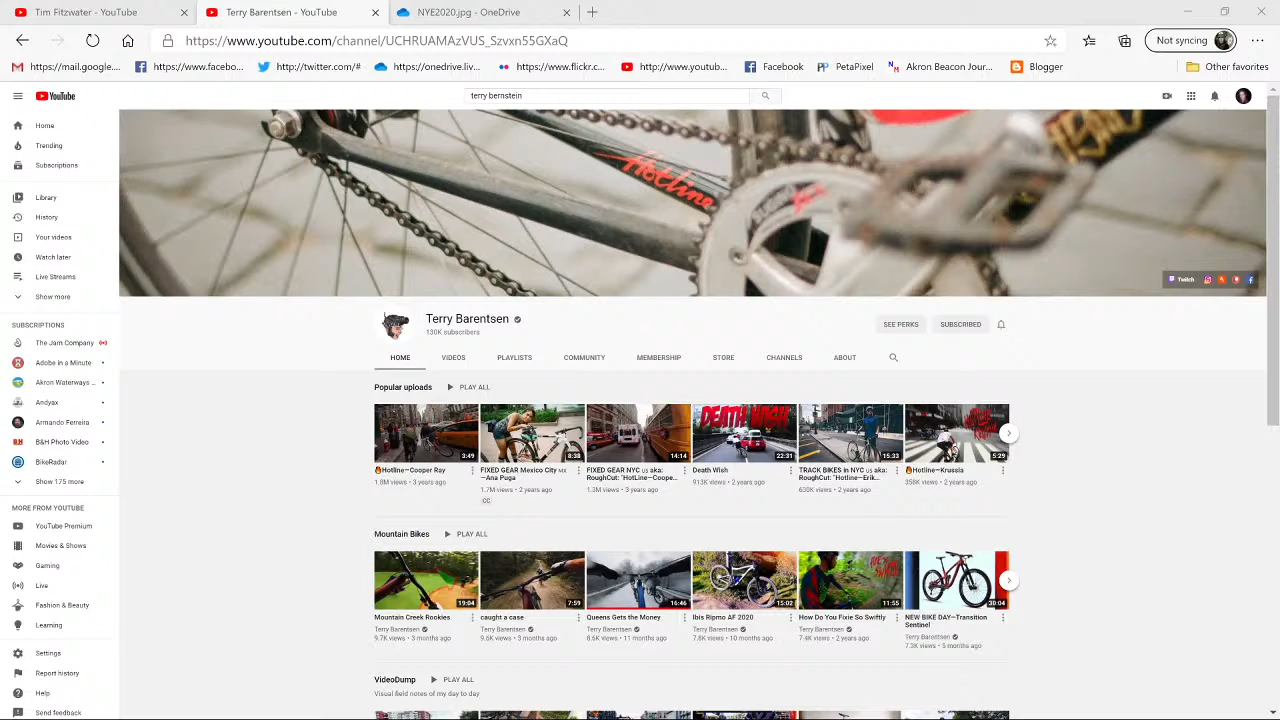 Tim Fitzwater - YouTube
Terry Barentsen - YouTube
NYE2020.jpg - OneDrive
https://www.youtube.com/channel/UCHRUAMAzVUS_Szvxn55GXaQ
Not syncing
https://mail.google....
https://www.facebo...
http://twitter.com/#
https://onedrive.liv...
https://www.flickr.c...
http://www.youtub...
Facebook
PetaPixel
Akron Beacon Jour...
Blogger
Other favorites
YouTube
terry bernstein
Home
Trending
Subscriptions
Library
History
Your videos
Watch later
Live Streams
Show more
SUBSCRIPTIONS
The Jam Company
Adobe in a Minute
Akron Waterways ...
Andyax
Armando Ferreira
B&H Photo Video
BikeRadar
Show 175 more
MORE FROM YOUTUBE
YouTube Premium
Movies & Shows
Gaming
Live
Fashion & Beauty
Learning
Settings
Report history
Help
Send feedback
Hotline
Twitch
Terry Barentsen
130K subscribers
SEE PERKS
SUBSCRIBED
HOME
VIDEOS
PLAYLISTS
COMMUNITY
MEMBERSHIP
STORE
CHANNELS
ABOUT
Popular uploads
PLAY ALL
3:49
8:38
14:14
DEATH WISH
22:31
15:33
5:29
🔥Hotline—Cooper Ray
1.8M views • 3 years ago
FIXED GEAR Mexico City MX
—Ana Puga
1.7M views • 2 years ago
CC
FIXED GEAR NYC us aka:
RoughCut: "HotLine—Coope...
1.3M views • 3 years ago
Death Wish
913K views • 2 years ago
TRACK BIKES in NYC us aka:
RoughCut: "Hotline—Erik...
630K views • 2 years ago
🔥Hotline—Krussia
358K views • 2 years ago
Mountain Bikes
PLAY ALL
19:04
7:59
16:46
15:02
11:55
30:04
Mountain Creek Rookies
Terry Barentsen
9.7K views • 3 months ago
caught a case
Terry Barentsen
9.6K views • 3 months ago
Queens Gets the Money
Terry Barentsen
8.6K views • 11 months ago
Ibis Ripmo AF 2020
Terry Barentsen
7.8K views • 10 months ago
How Do You Fixie So Swiftly
Terry Barentsen
7.4K views • 2 years ago
NEW BIKE DAY—Transition
Sentinel
Terry Barentsen
7.3K views • 5 months ago
VideoDump
PLAY ALL
Visual field notes of my day to day